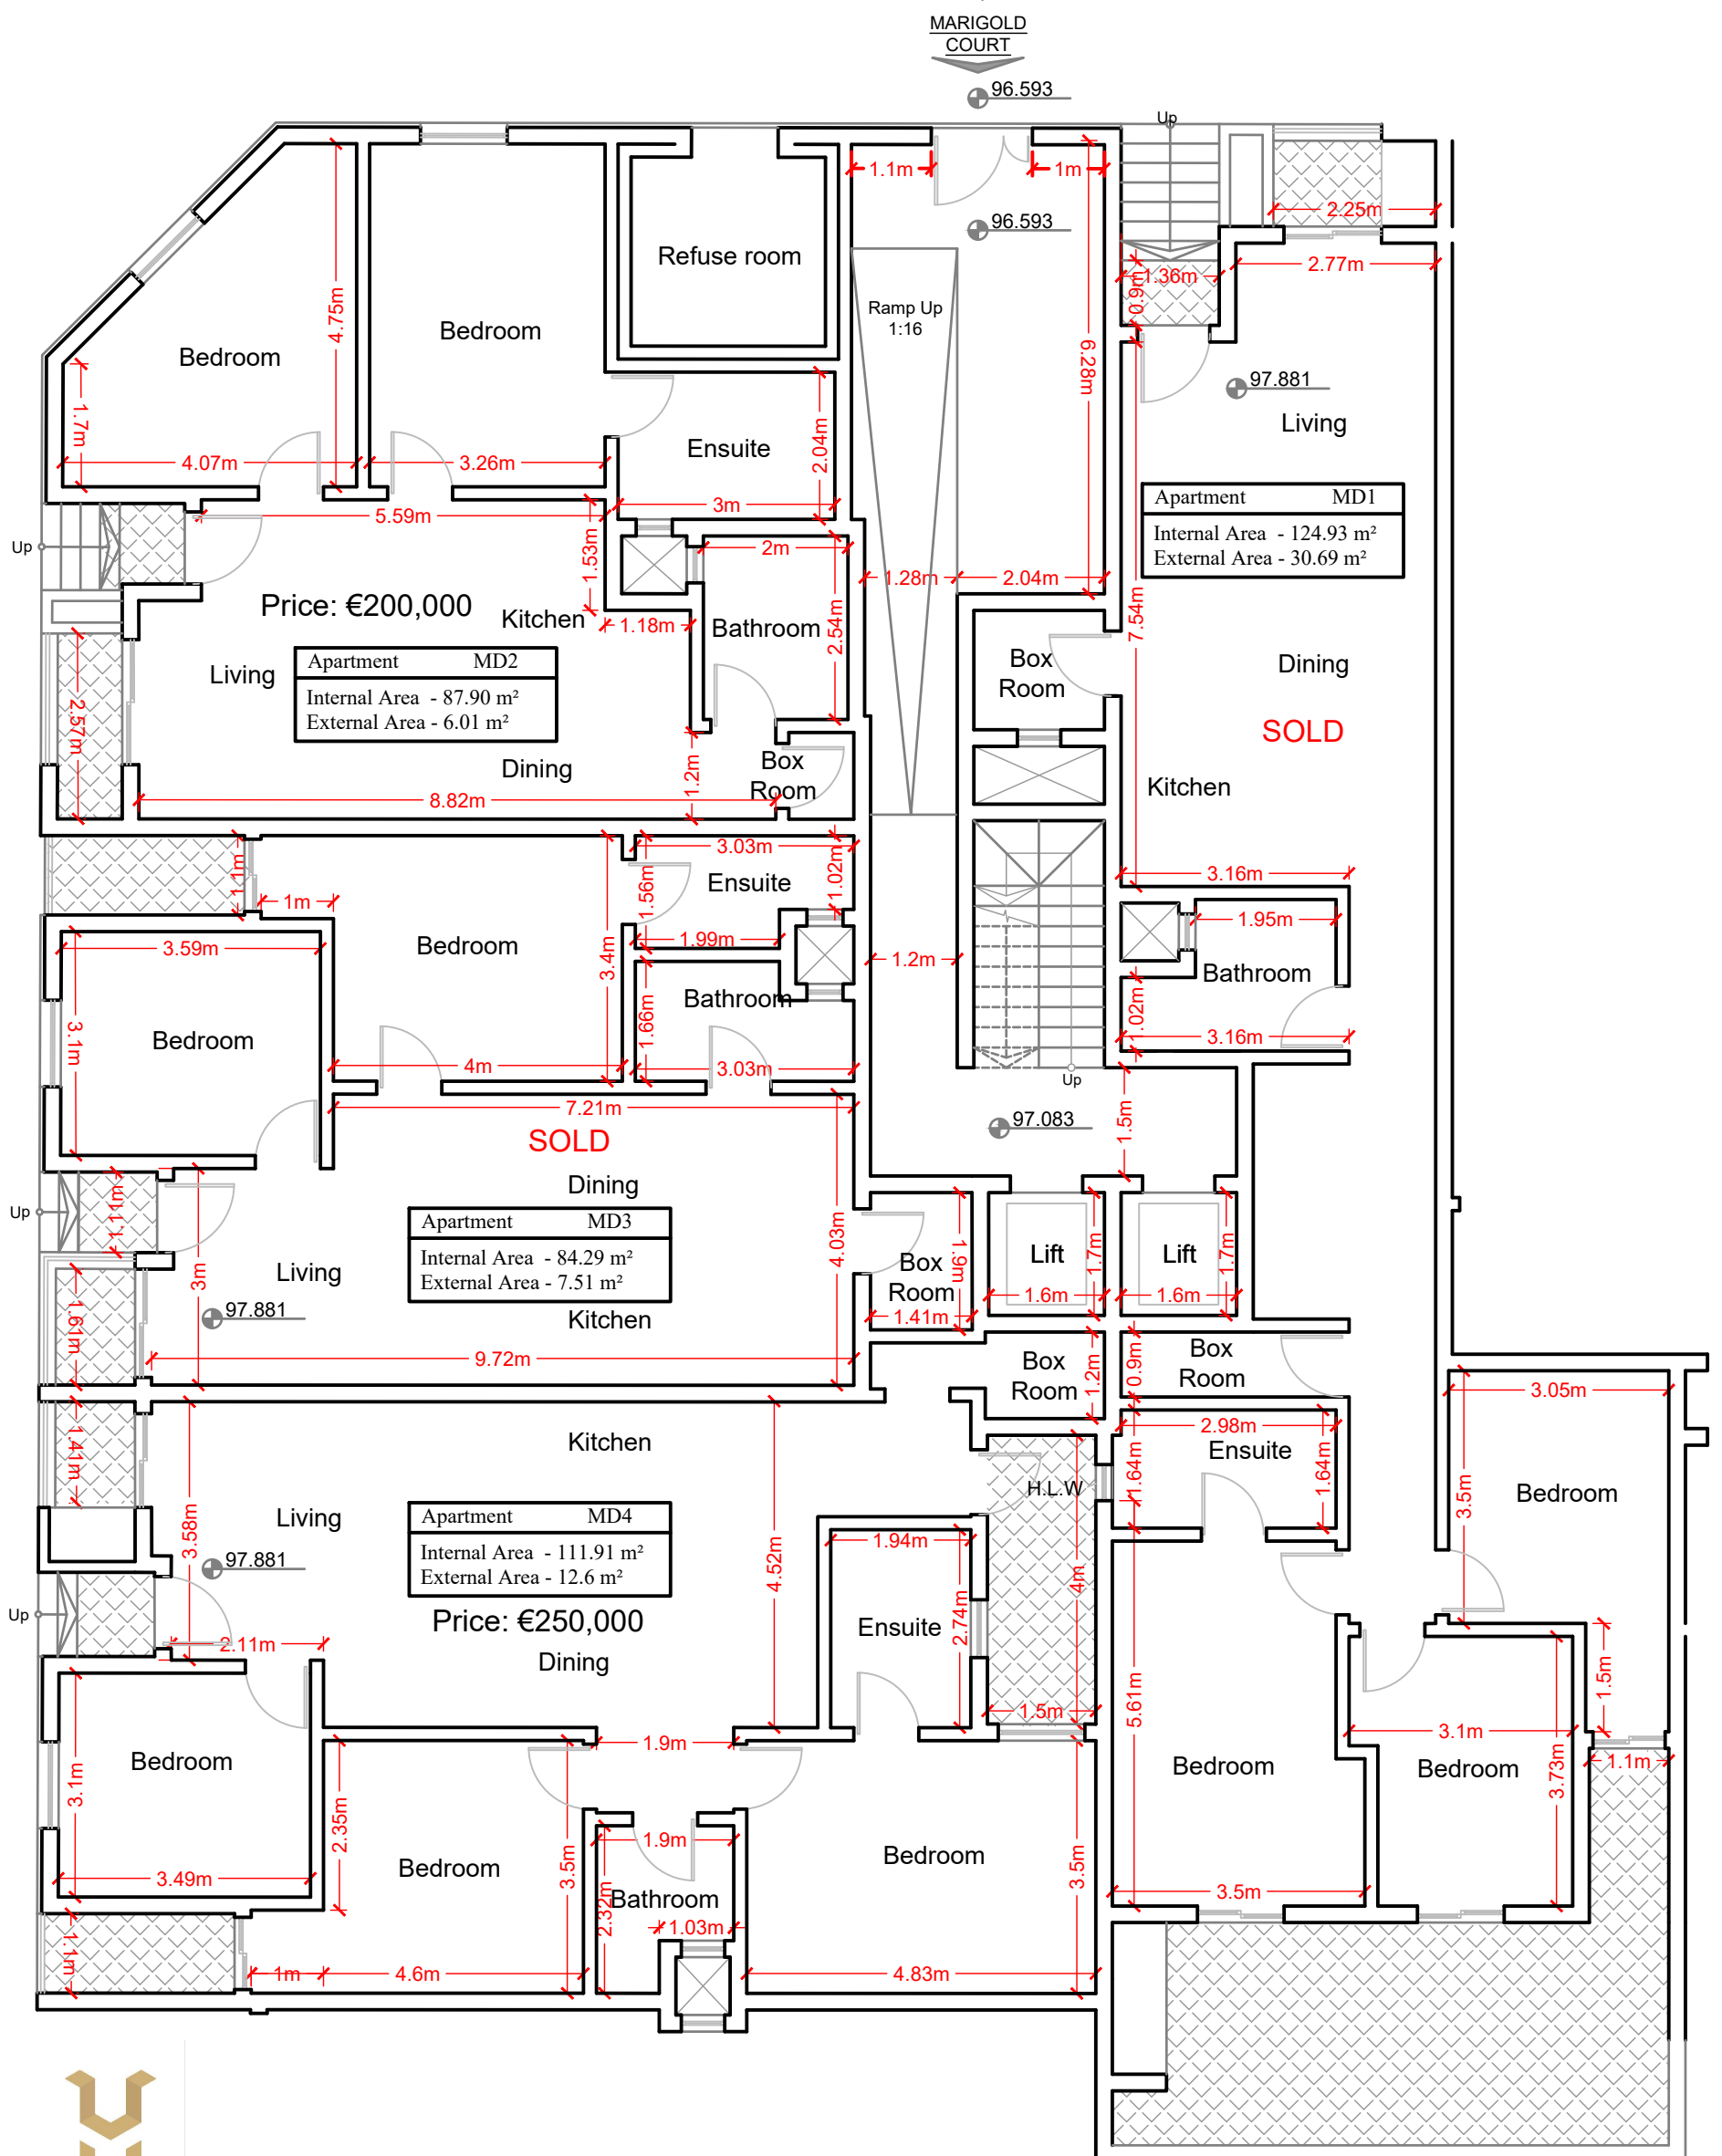 MARIGOLD
COURT
96.593
Up
1.1m
1m
2.25m
96.593
Refuse room
2.77m
1.36m
0.9m
Ramp Up
1:16
4.75m
Bedroom
Bedroom
6.28m
97.881
1.7m
Living
Ensuite
2.04m
4.07m
3.26m
3m
Apartment MD1
Internal Area - 124.93 m²
External Area - 30.69 m²
5.59m
Up
1.53m
2m
1.28m
2.04m
Price: €200,000
Kitchen
1.18m
Bathroom
2.54m
7.54m
Box
Room
Dining
Living
Apartment MD2
Internal Area - 87.90 m²
External Area - 6.01 m²
2.57m
SOLD
Dining
1.2m
Box
Room
8.82m
Kitchen
1.1m
3.03m
1.02m
1.56m
Ensuite
3.16m
1m
1.95m
3.59m
Bedroom
3.4m
1.99m
1.2m
Bathroom
1.02m
3.1m
Bedroom
1.66m
Bathroom
3.16m
4m
3.03m
Up
7.21m
97.083
1.5m
SOLD
Dining
1.11m
Up
Apartment MD3
Internal Area - 84.29 m²
External Area - 7.51 m²
4.03m
3m
Living
Box
Room
1.9m
Lift
1.7m
Lift
1.7m
1.6m
1.6m
97.881
Kitchen
1.41m
1.61m
9.72m
Box
Room
1.2m
0.9m
Box
Room
3.05m
Kitchen
2.98m
Ensuite
1.41m
1.64m
1.64m
H.L.W
3.5m
Bedroom
Living
3.58m
Apartment MD4
Internal Area - 111.91 m²
External Area - 12.6 m²
97.881
4.52m
1.94m
4m
Up
Price: €250,000
Ensuite
2.74m
2.11m
Dining
5.61m
1.5m
1.5m
3.1m
1.9m
Bedroom
3.1m
Bedroom
Bedroom
3.73m
1.1m
2.35m
1.9m
3.5m
Bedroom
Bedroom
3.5m
3.49m
Bathroom
2.32m
3.5m
1.03m
1.1m
1m
4.6m
4.83m